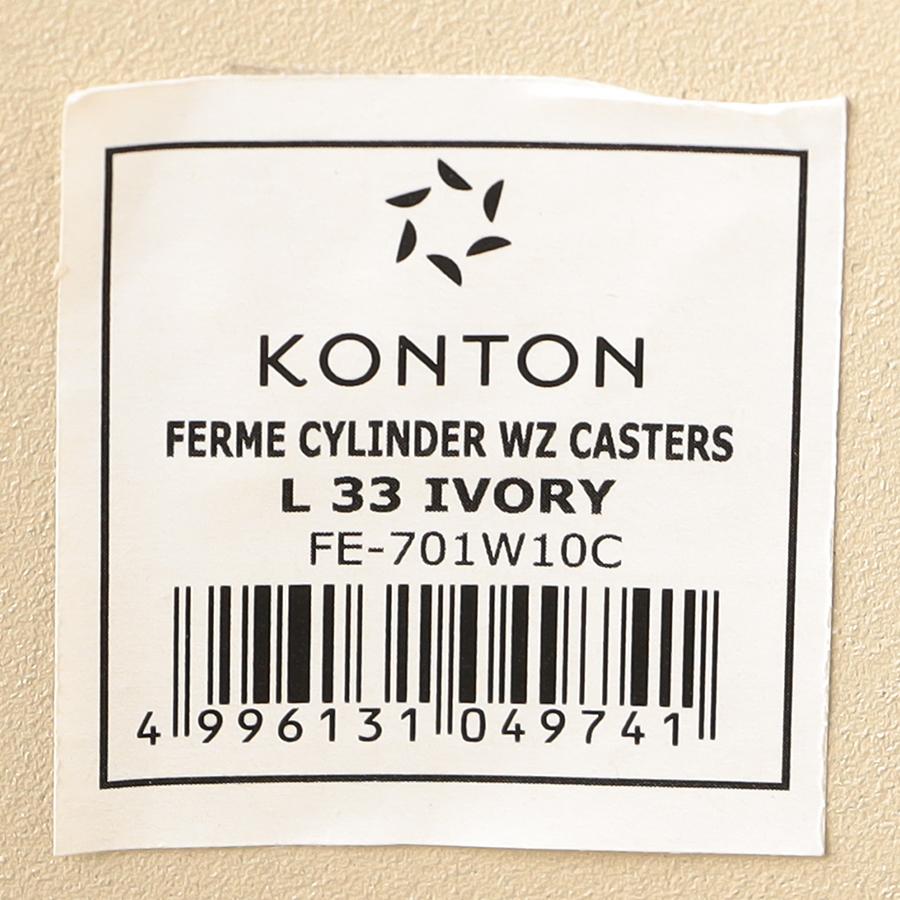 KONTON
FERME CYLINDER WZ CASTERS
L 33 IVORY
FE-701W10C
4 996131 049741